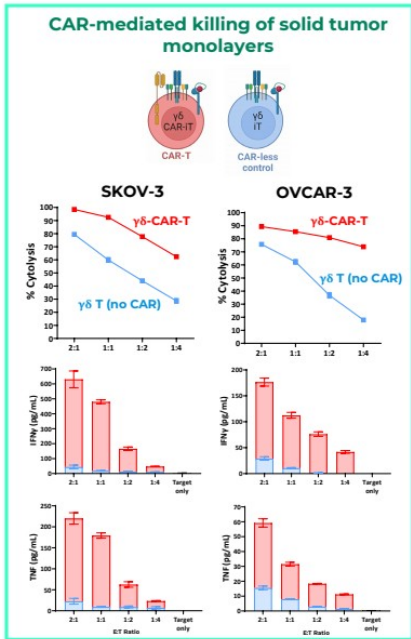 CAR-mediated killing of solid tumor
monolayers
γδ
CAR-iT
γδ
iT
CAR-T
CAR-less
control
SKOV-3
OVCAR-3
100
90
80
70
60
50
40
30
20
10
0
% Cytolysis
γδ-CAR-T
γδ T (no CAR)
2:1 1:1 1:2 1:4
100
90
80
70
60
50
40
30
20
10
0
% Cytolysis
γδ-CAR-T
γδ T (no CAR)
2:1 1:1 1:2 1:4
700
600
500
400
300
200
100
0
IFNγ (pg/mL)
2:1 1:1 1:2 1:4 Target
only
200
150
100
50
0
IFNγ (pg/mL)
2:1 1:1 1:2 1:4 Target
only
250
200
150
100
50
0
TNF (pg/mL)
2:1 1:1 1:2 1:4 Target
only
E:T Ratio
70
60
50
40
30
20
10
0
TNF (pg/mL)
2:1 1:1 1:2 1:4 Target
only
E:T Ratio